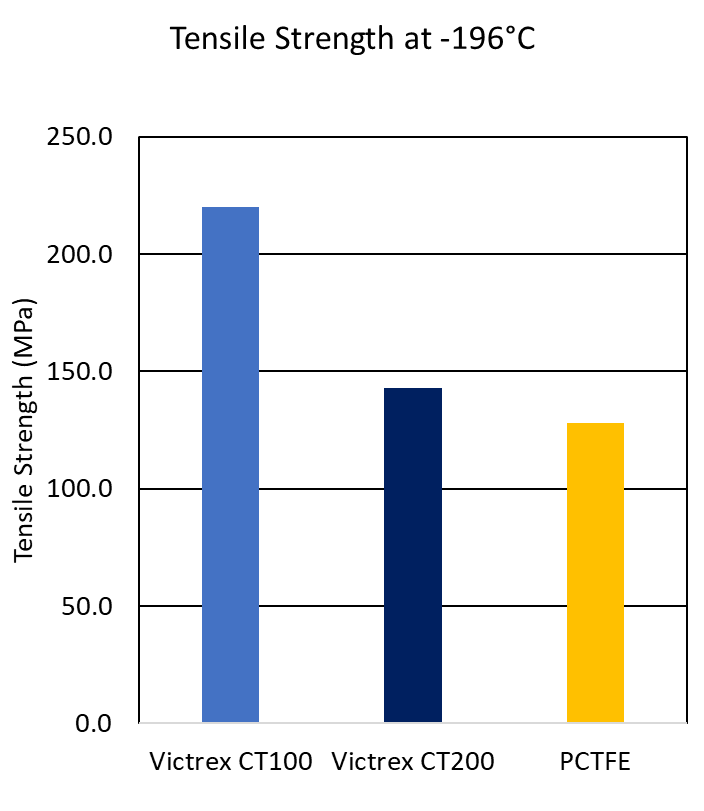 Tensile Strength at -196°C
250.0
200.0
150.0
100.0
50.0
0.0
Tensile Strength (MPa)
Victrex CT100 Victrex CT200 PCTFE